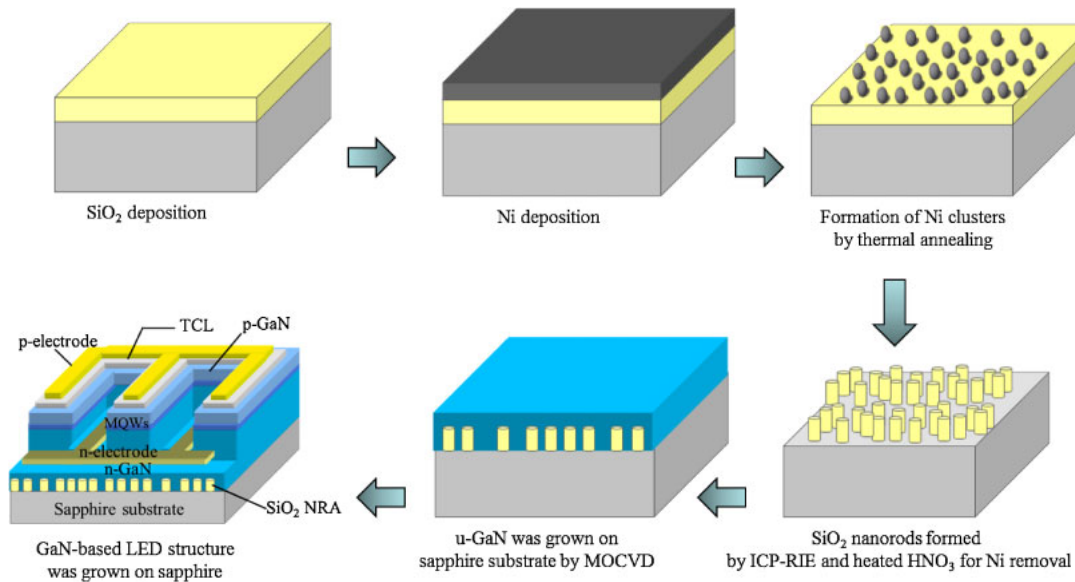 SiO₂ deposition
Ni deposition
Formation of Ni clusters
by thermal annealing
p-electrode
TCL
p-GaN
MQWs
n-electrode
n-GaN
Sapphire substrate
SiO₂ NRA
GaN-based LED structure
was grown on sapphire
u-GaN was grown on
sapphire substrate by MOCVD
SiO₂ nanorods formed
by ICP-RIE and heated HNO₃ for Ni removal